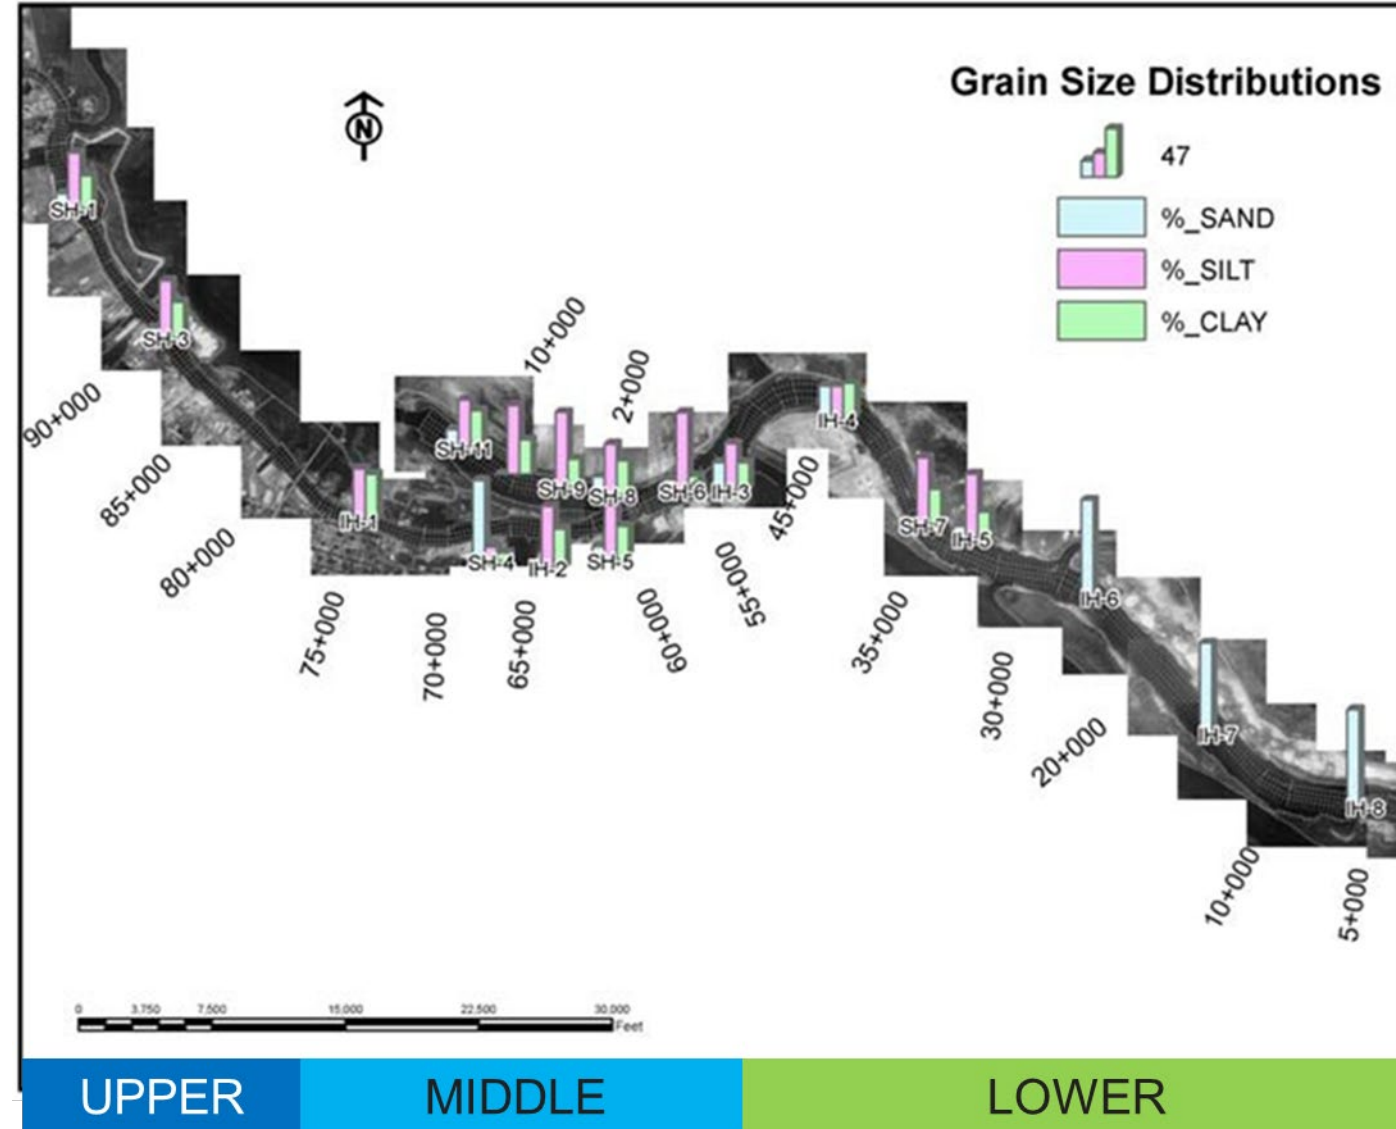 Grain Size Distributions
N
47
%_SAND
%_SILT
%_CLAY
SH-1
SH-3
10+000
2+000
90+000
SH-11
IH-4
85+000
SH-9
SH-8
SH-6
IH-3
45+000
IH-1
SH-7
IH-5
80+000
SH-4
IH-2
SH-5
55+000
IH-6
75+000
70+000
65+000
60+000
35+000
30+000
20+000
IH-7
IH-8
10+000
5+000
0 3,750 7,500 15,000 22,500 30,000
Feet
UPPER MIDDLE LOWER